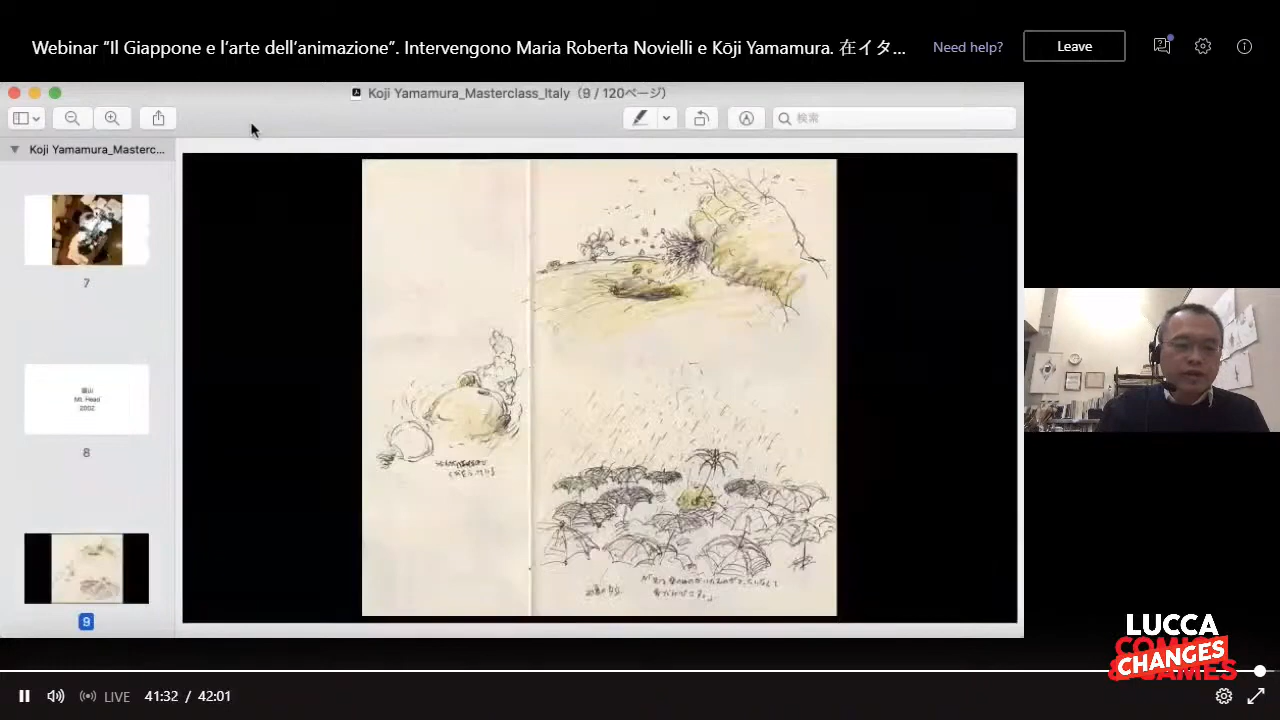 Webinar “Il Giappone e l’arte dell’animazione”. Intervengono Maria Roberta Novielli e Kōji Yamamura. 在イタ...
Need help?
Leave
Koji Yamamura_Masterclass_Italy（9 / 120ページ）
検索
Koji Yamamura_Masterc...
7
頭山
Mt. Head
2002
8
9
LUCCA
COMICS
CHANGES
& GAMES
LIVE
41:32 / 42:01